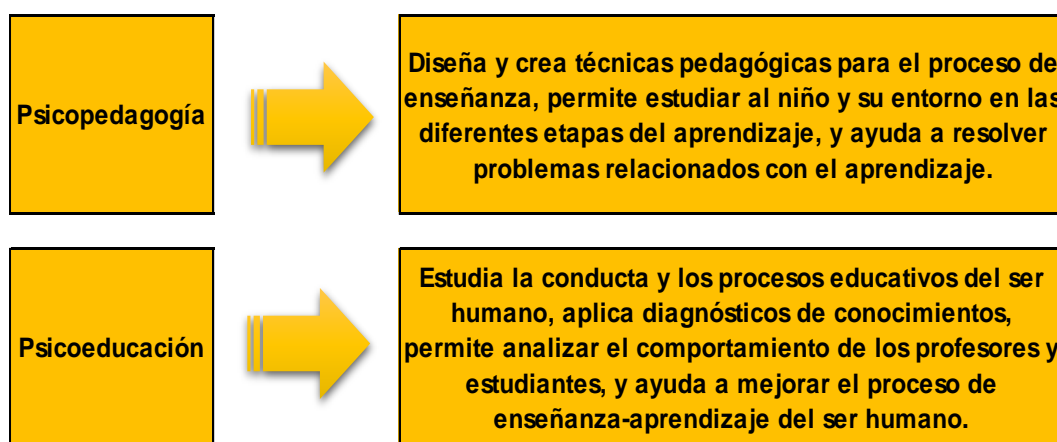 Psicopedagogía
Diseña y crea técnicas pedagógicas para el proceso de
enseñanza, permite estudiar al niño y su entorno en las
diferentes etapas del aprendizaje, y ayuda a resolver
problemas relacionados con el aprendizaje.
Psicoeducación
Estudia la conducta y los procesos educativos del ser
humano, aplica diagnósticos de conocimientos,
permite analizar el comportamiento de los profesores y
estudiantes, y ayuda a mejorar el proceso de
enseñanza-aprendizaje del ser humano.